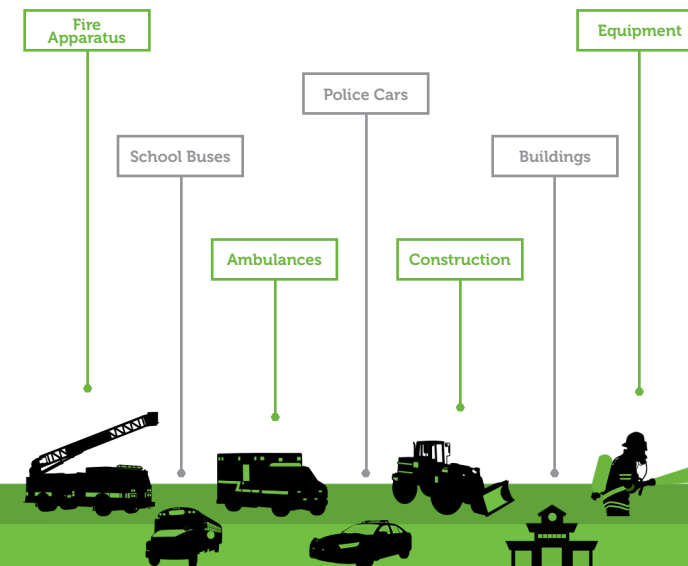 Fire
Apparatus
Equipment
Police Cars
School Buses
Buildings
Ambulances
Construction